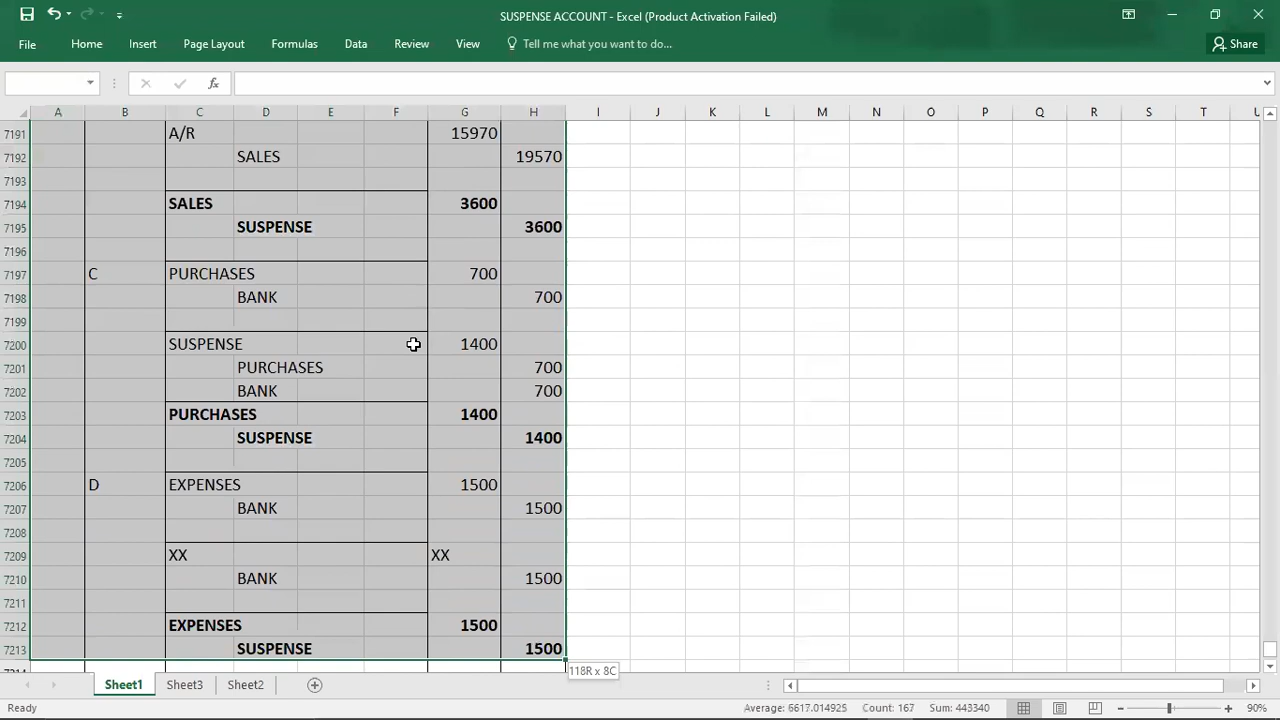 SUSPENSE ACCOUNT - Excel (Product Activation Failed)
File Home Insert Page Layout Formulas Data Review View Tell me what you want to do... Share
fx
A B C D E F G H I J K L M N O P Q R S T U
7191 A/R 15970
7192 SALES 19570
7193
7194 SALES 3600
7195 SUSPENSE 3600
7196
7197 C PURCHASES 700
7198 BANK 700
7199
7200 SUSPENSE 1400
7201 PURCHASES 700
7202 BANK 700
7203 PURCHASES 1400
7204 SUSPENSE 1400
7205
7206 D EXPENSES 1500
7207 BANK 1500
7208
7209 XX XX
7210 BANK 1500
7211
7212 EXPENSES 1500
7213 SUSPENSE 1500
7214
118R x 8C
Sheet1 Sheet3 Sheet2
Ready Average: 6617.014925 Count: 167 Sum: 443340 90%